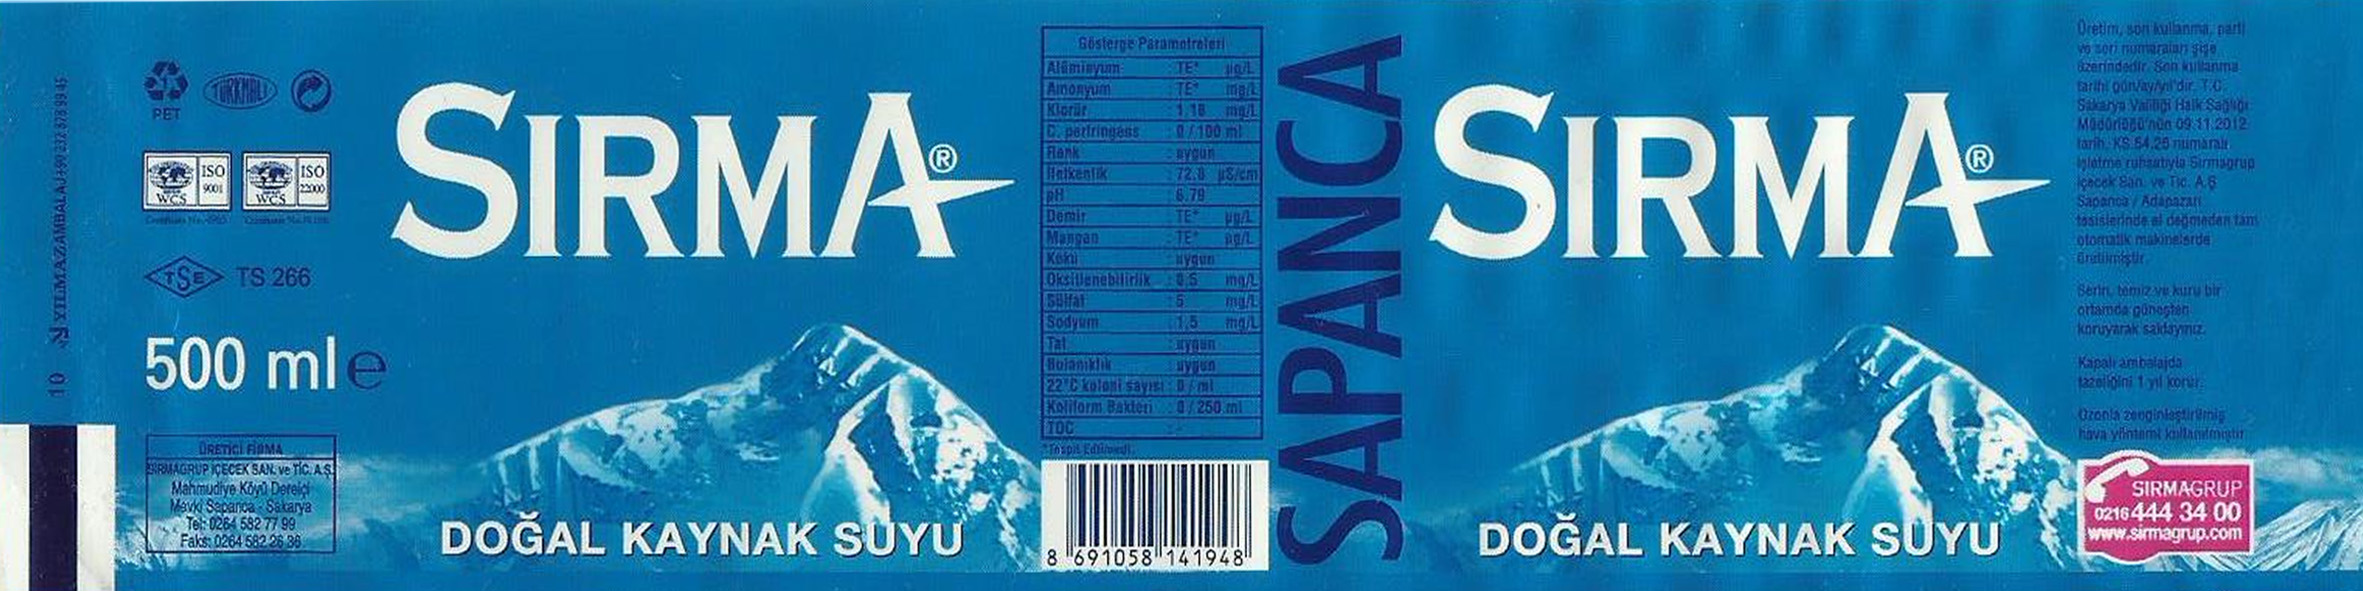 10 YILMAZ AMBALAJ +90 232 878 99 45
PET
TÜRKMALI
ISO
9001
WCS
ISO
22000
WCS
TSE TS 266
500 ml e
ÜRETİCİ FİRMA
SIRMAGRUP İÇECEK SAN. ve TİC. A.Ş.
Mahmudiye Köyü Dereiçi
Mevki Sapanca - Sakarya
Tel: 0264 582 77 99
Faks: 0264 582 26 36
SIRMA®
DOĞAL KAYNAK SUYU
Gösterge Parametreleri
Alüminyum : TE* µg/L
Amonyum : TE* mg/L
Klorür : 1,18 mg/L
C. perfringens : 0 / 100 ml
Renk : uygun
İletkenlik : 72,8 µS/cm
pH : 6.79
Demir : TE* µg/L
Mangan : TE* µg/L
Koku : uygun
Oksitlenebilirlik : 0,5 mg/L
Sülfat : 5 mg/L
Sodyum : 1,5 mg/L
Tat : uygun
Bulanıklık : uygun
22°C koloni sayısı : 0 / ml
Koliform Bakteri : 0 / 250 ml
TOC : -
*Tespit Edilmedi.
8 691058 141948
SAPANCA
SIRMA®
DOĞAL KAYNAK SUYU
Üretim, son kullanma, parti
ve seri numaraları şişe
üzerindedir. Son kullanma
tarihi gün/ay/yıl'dır. T.C.
Sakarya Valiliği Halk Sağlığı
Müdürlüğü'nün 09.11.2012
tarih, KS.54.26 numaralı
işletme ruhsatıyla Sırmagrup
İçecek San. ve Tic. A.Ş
Sapanca / Adapazarı
tesislerinde el değmeden tam
otomatik makinelerde
üretilmiştir.
Serin, temiz ve kuru bir
ortamda güneşten
koruyarak saklayınız.
Kapalı ambalajda
tazeliğini 1 yıl korur.
Ozonla zenginleştirilmiş
hava yöntemi kullanılmıştır.
SIRMAGRUP
0216 444 34 00
www.sirmagrup.com